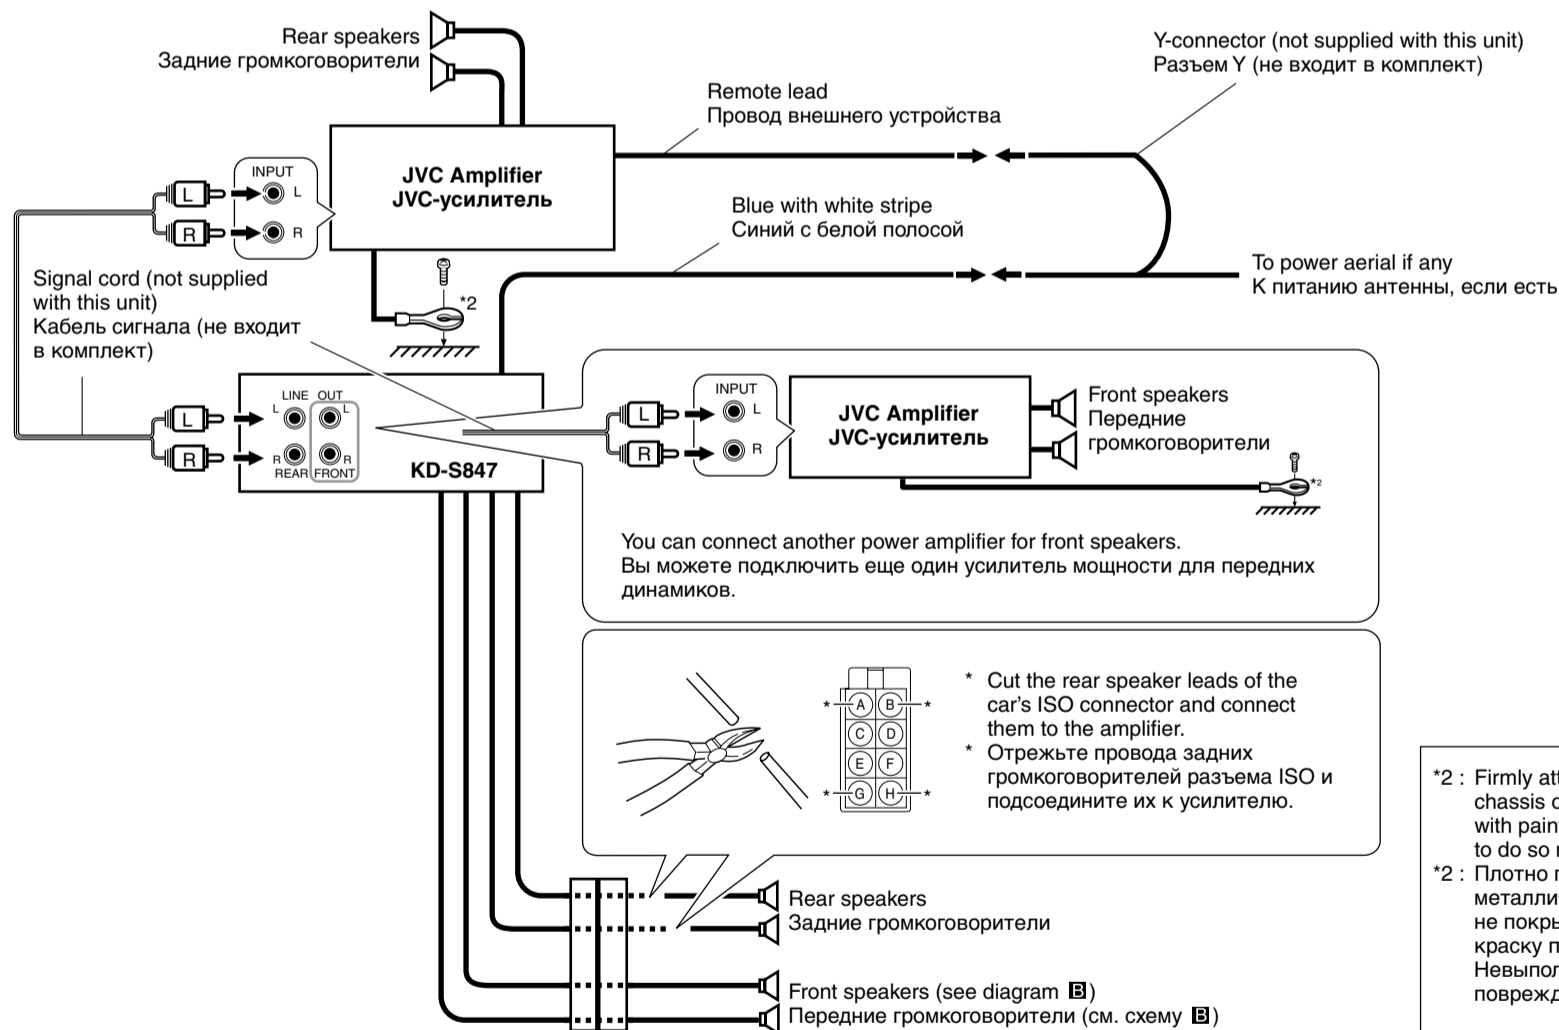 Rear speakers
Задние громкоговорители
Y-connector (not supplied with this unit)
Разъем Y (не входит в комплект)
Remote lead
Провод внешнего устройства
INPUT
L
R
L
R
JVC Amplifier
JVC-усилитель
Blue with white stripe
Синий с белой полосой
To power aerial if any
К питанию антенны, если есть
*2
Signal cord (not supplied
with this unit)
Кабель сигнала (не входит
в комплект)
L
R
LINE OUT
L
L
R
R
REAR
FRONT
KD-S847
L
R
INPUT
L
R
JVC Amplifier
JVC-усилитель
Front speakers
Передние
громкоговорители
*2
You can connect another power amplifier for front speakers.
Вы можете подключить еще один усилитель мощности для передних
динамиков.
* A B *
C D
E F
* G H *
* Cut the rear speaker leads of the
car’s ISO connector and connect
them to the amplifier.
* Отрежьте провода задних
громкоговорителей разъема ISO и
подсоедините их к усилителю.
Rear speakers
Задние громкоговорители
Front speakers (see diagram B)
Передние громкоговорители (см. схему B)
*2 : Firmly
chassis
with
to do so
*2 : Плотно
не
краску